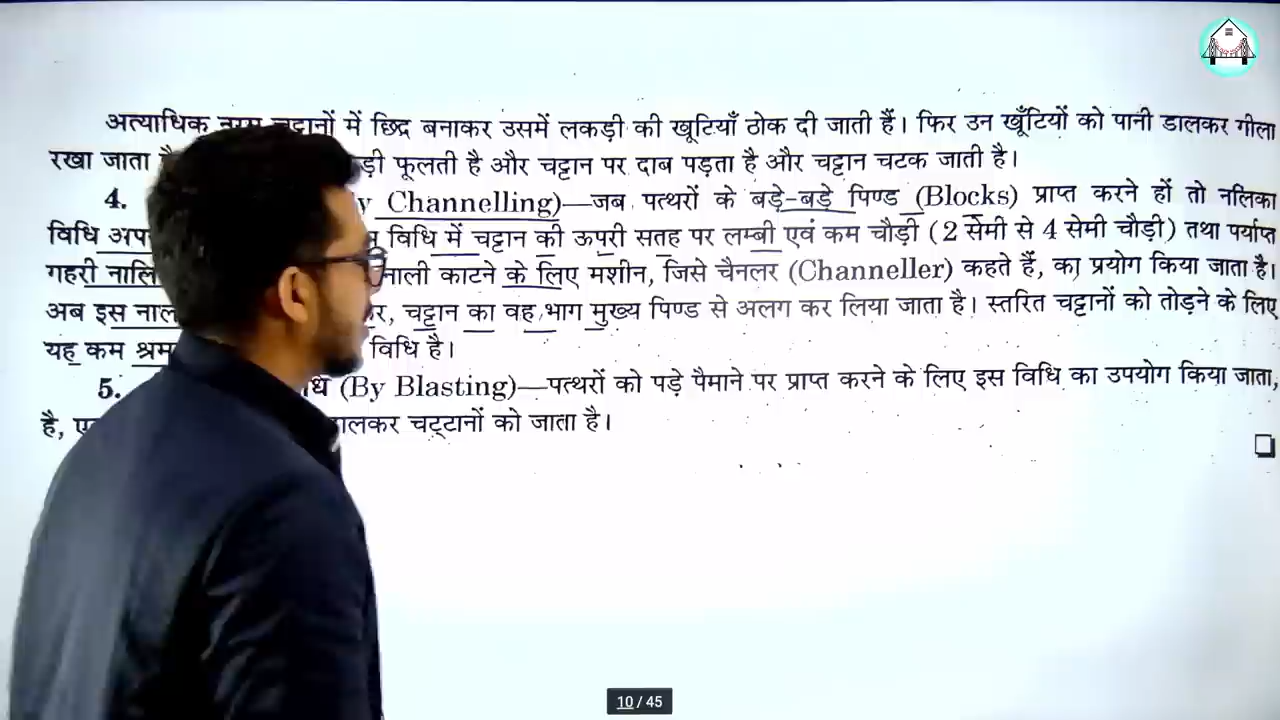 अत्याधिक नरम चट्टानों में छिद्र बनाकर उसमें लकड़ी की खूटियाँ ठोक दी जाती हैं। फिर उन खूँटियों को पानी डालकर गीला
रखा जाता फूलती है और चट्टान पर दाब पड़ता है और चट्टान चटक जाती है।
4. Channelling)—जब पत्थरों के बड़े-बड़े पिण्ड (Blocks) प्राप्त करने हों तो नलिका
विधि विधि में चट्टान की ऊपरी सतह पर लम्बी एवं कम चौड़ी (2 सेमी से 4 सेमी चौड़ी) तथा पर्याप्त
गहरी नाली काटने के लिए मशीन, जिसे चैनलर (Channeller) कहते हैं, का प्रयोग किया जाता है।
अब इस चट्टान का वह भाग मुख्य पिण्ड से अलग कर लिया जाता है। स्तरित चट्टानों को तोड़ने के लिए
यह कम श्रम विधि है।
5. (By Blasting)—पत्थरों को पड़े पैमाने पर प्राप्त करने के लिए इस विधि का उपयोग किया जाता,
है, चट्टानों को जाता है।
10 / 45